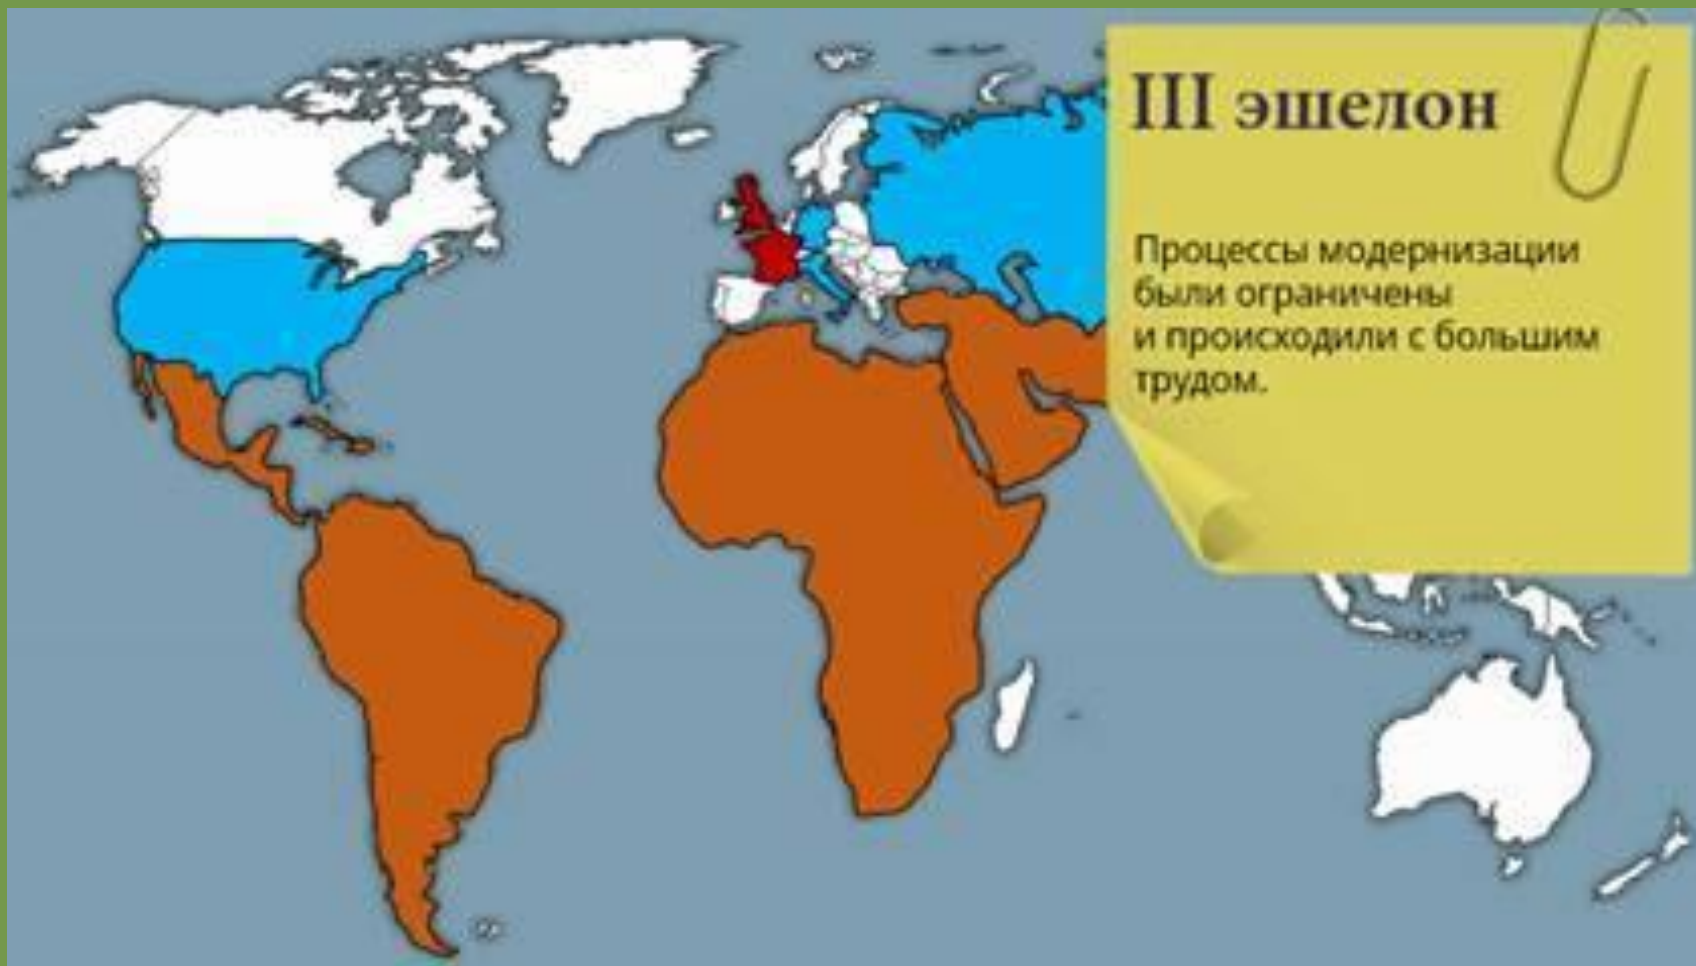 III эшелон
Процессы модернизации
были ограничены
и происходили с большим
трудом.